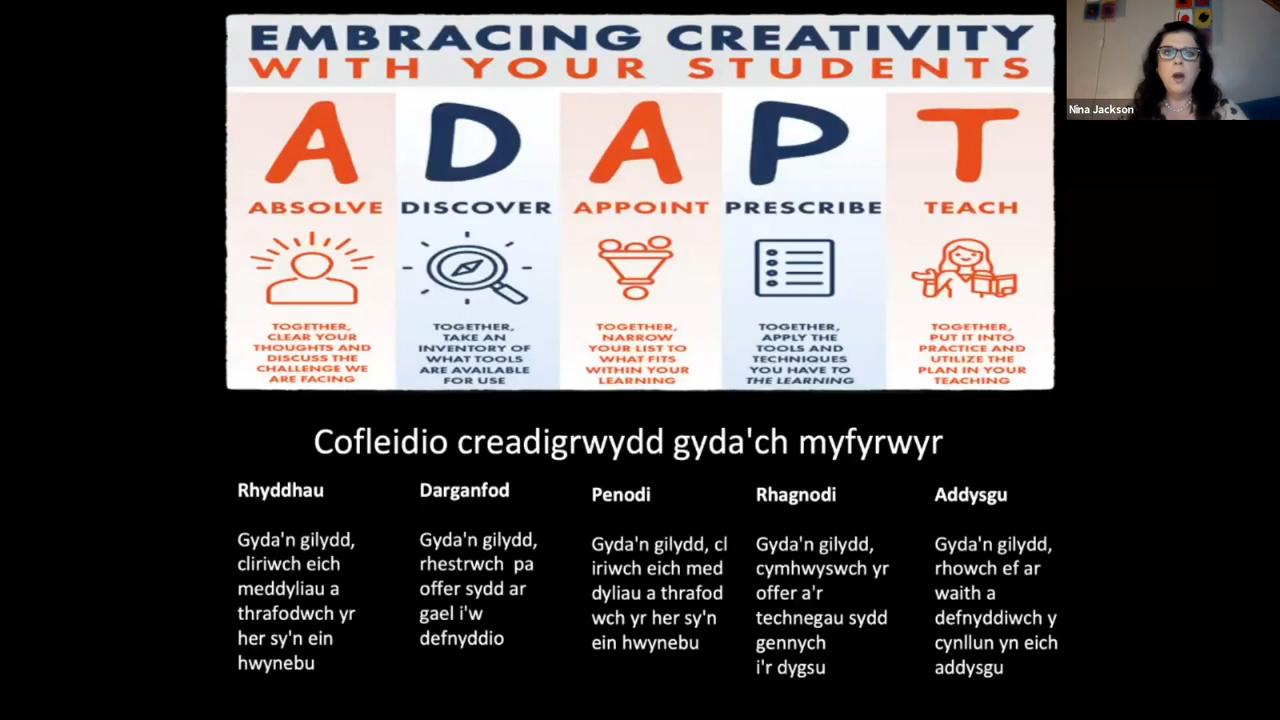 EMBRACING CREATIVITY
WITH YOUR STUDENTS
A
ABSOLVE
TOGETHER,
CLEAR YOUR
THOUGHTS AND
DISCUSS THE
CHALLENGE WE
ARE FACING
D
DISCOVER
TOGETHER,
TAKE AN
INVENTORY OF
WHAT TOOLS
ARE AVAILABLE
FOR USE
A
APPOINT
TOGETHER,
NARROW
YOUR LIST TO
WHAT FITS
WITHIN YOUR
LEARNING
P
PRESCRIBE
TOGETHER,
APPLY THE
TOOLS AND
TECHNIQUES
YOU HAVE TO
THE LEARNING
T
TEACH
TOGETHER,
PUT IT INTO
PRACTICE AND
UTILIZE THE
PLAN IN YOUR
TEACHING
Nina Jackson
Cofleidio creadigrwydd gyda'ch myfyrwyr
Rhyddhau
Gyda'n gilydd,
cliriwch eich
meddyliau a
thrafodwch yr
her sy'n ein
hwynebu
Darganfod
Gyda'n gilydd,
rhestrwch pa
offer sydd ar
gael i'w
defnyddio
Penodi
Gyda'n gilydd, cl
iriwch eich med
dyliau a thrafod
wch yr her sy'n
ein hwynebu
Rhagnodi
Gyda'n gilydd,
cymhwyswch yr
offer a'r
technegau sydd
gennych
i'r dygsu
Addysgu
Gyda'n gilydd,
rhowch ef ar
waith a
defnyddiwch y
cynllun yn eich
addysgu